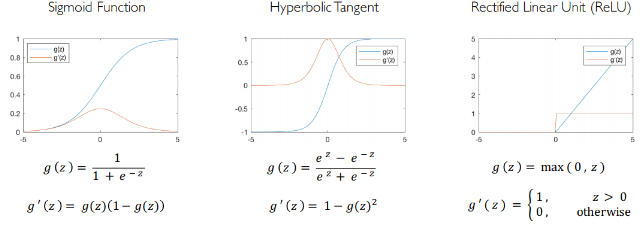 Sigmoid Function
1
0.8
0.6
0.4
0.2
0
-5
0
5
g(z)
g'(z)
g(z) = 1 / (1 + e^-z)
g'(z) = g(z)(1 − g(z))
Hyperbolic Tangent
1
0.5
0
-0.5
-1
-5
0
5
g(z)
g'(z)
g(z) = (e^z − e^-z) / (e^z + e^-z)
g'(z) = 1 − g(z)^2
Rectified Linear Unit (ReLU)
5
4
3
2
1
0
-5
0
5
g(z)
g'(z)
g(z) = max(0, z)
g'(z) = { 1, z > 0
0, otherwise